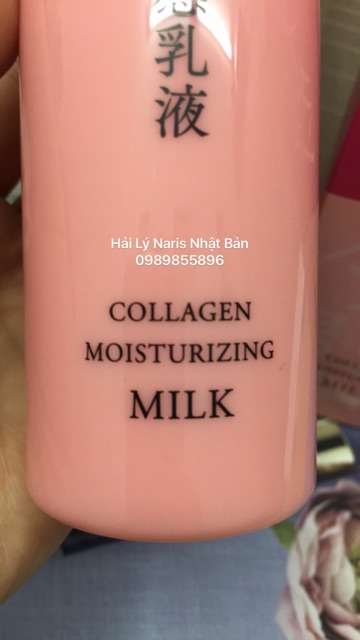 乳
液
Hải Lý Naris Nhật Bản
0989855896
COLLAGEN
MOISTURIZING
MILK